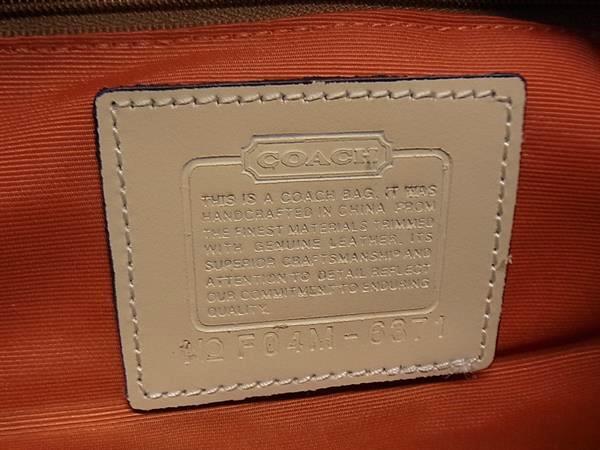 COACH
THIS IS A COACH BAG. IT WAS
HANDCRAFTED IN CHINA FROM
THE FINEST MATERIALS TRIMMED
WITH GENUINE LEATHER. ITS
SUPERIOR CRAFTSMANSHIP AND
ATTENTION TO DETAIL REFLECT
OUR COMMITMENT TO ENDURING
QUALITY.
Nº F04M-6371